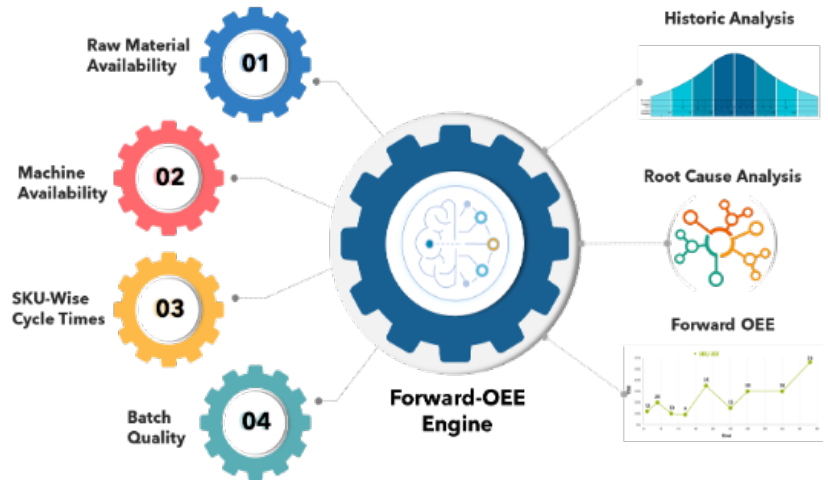 Raw Material
Availability
01
Machine
Availability
02
SKU-Wise
Cycle Times
03
Batch
Quality
04
Forward-OEE
Engine
Historic Analysis
Root Cause Analysis
Forward OEE